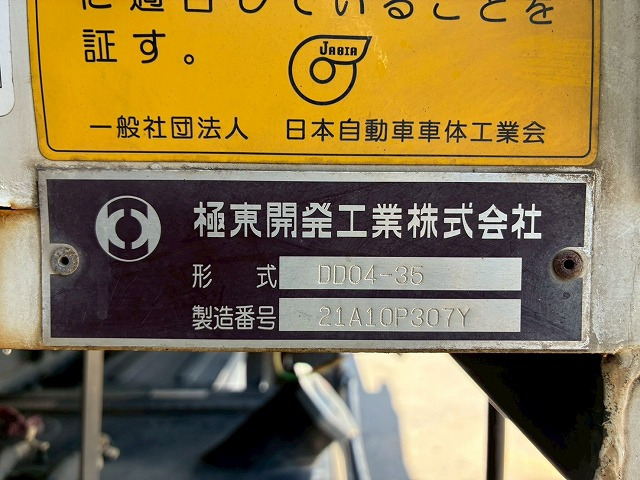 に適合していることを
証す。
JABIA
一般社団法人 日本自動車車体工業会
極東開発工業株式会社
形 式 DD04-35
製造番号 21A10P307Y